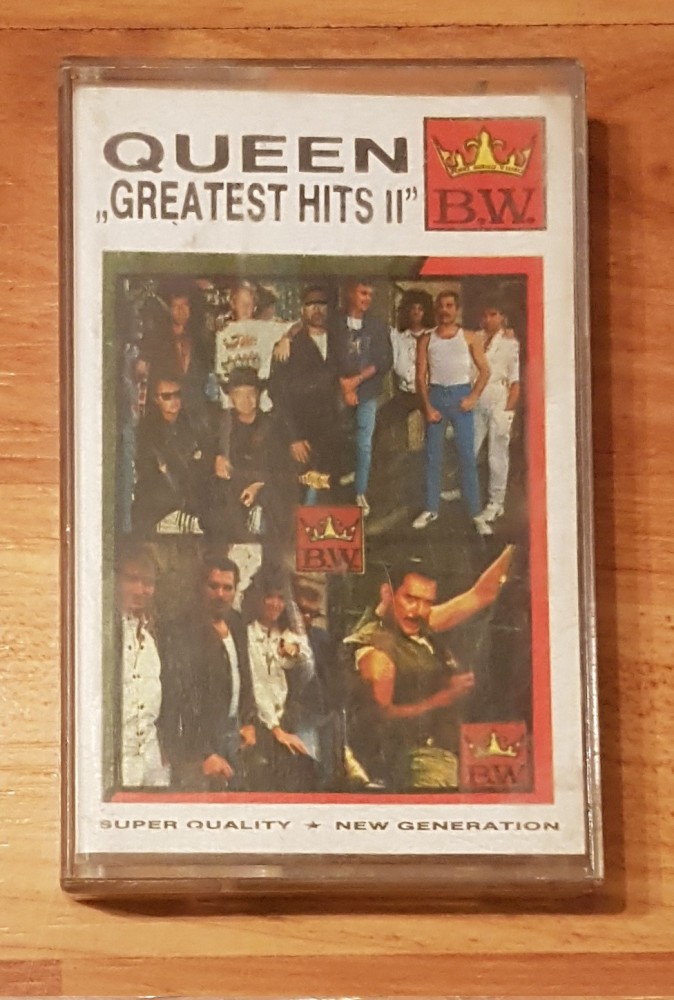 QUEEN
„GREATEST HITS II”
B.W.
B.W.
B.W
SUPER QUALITY ★ NEW GENERATION